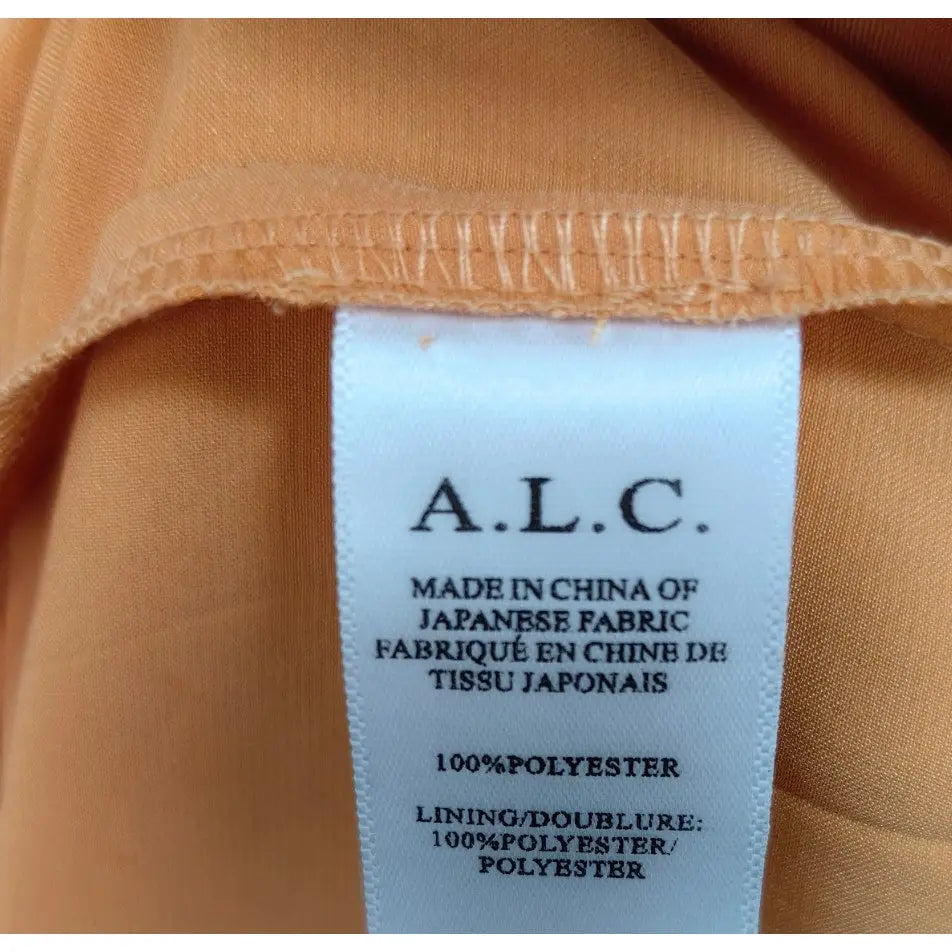 A.L.C.
MADE IN CHINA OF
JAPANESE FABRIC
FABRIQUÉ EN CHINE DE
TISSU JAPONAIS
100%POLYESTER
LINING/DOUBLURE:
100%POLYESTER/
POLYESTER